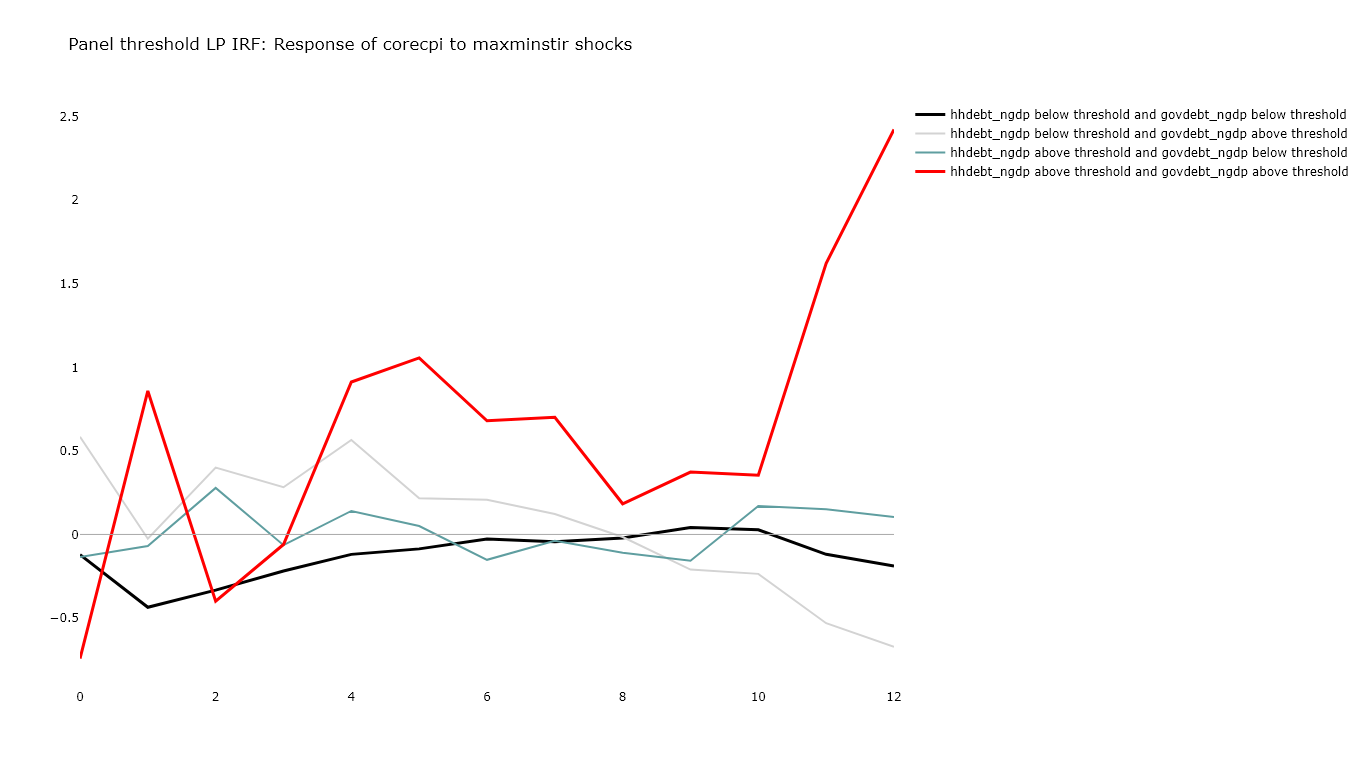 Panel threshold LP IRF: Response of corecpi to maxminstir shocks
hhdebt_ngdp below threshold and govdebt_ngdp below threshold
hhdebt_ngdp below threshold and govdebt_ngdp above threshold
hhdebt_ngdp above threshold and govdebt_ngdp below threshold
hhdebt_ngdp above threshold and govdebt_ngdp above threshold
2.5
2
1.5
1
0.5
0
−0.5
0 2 4 6 8 10 12